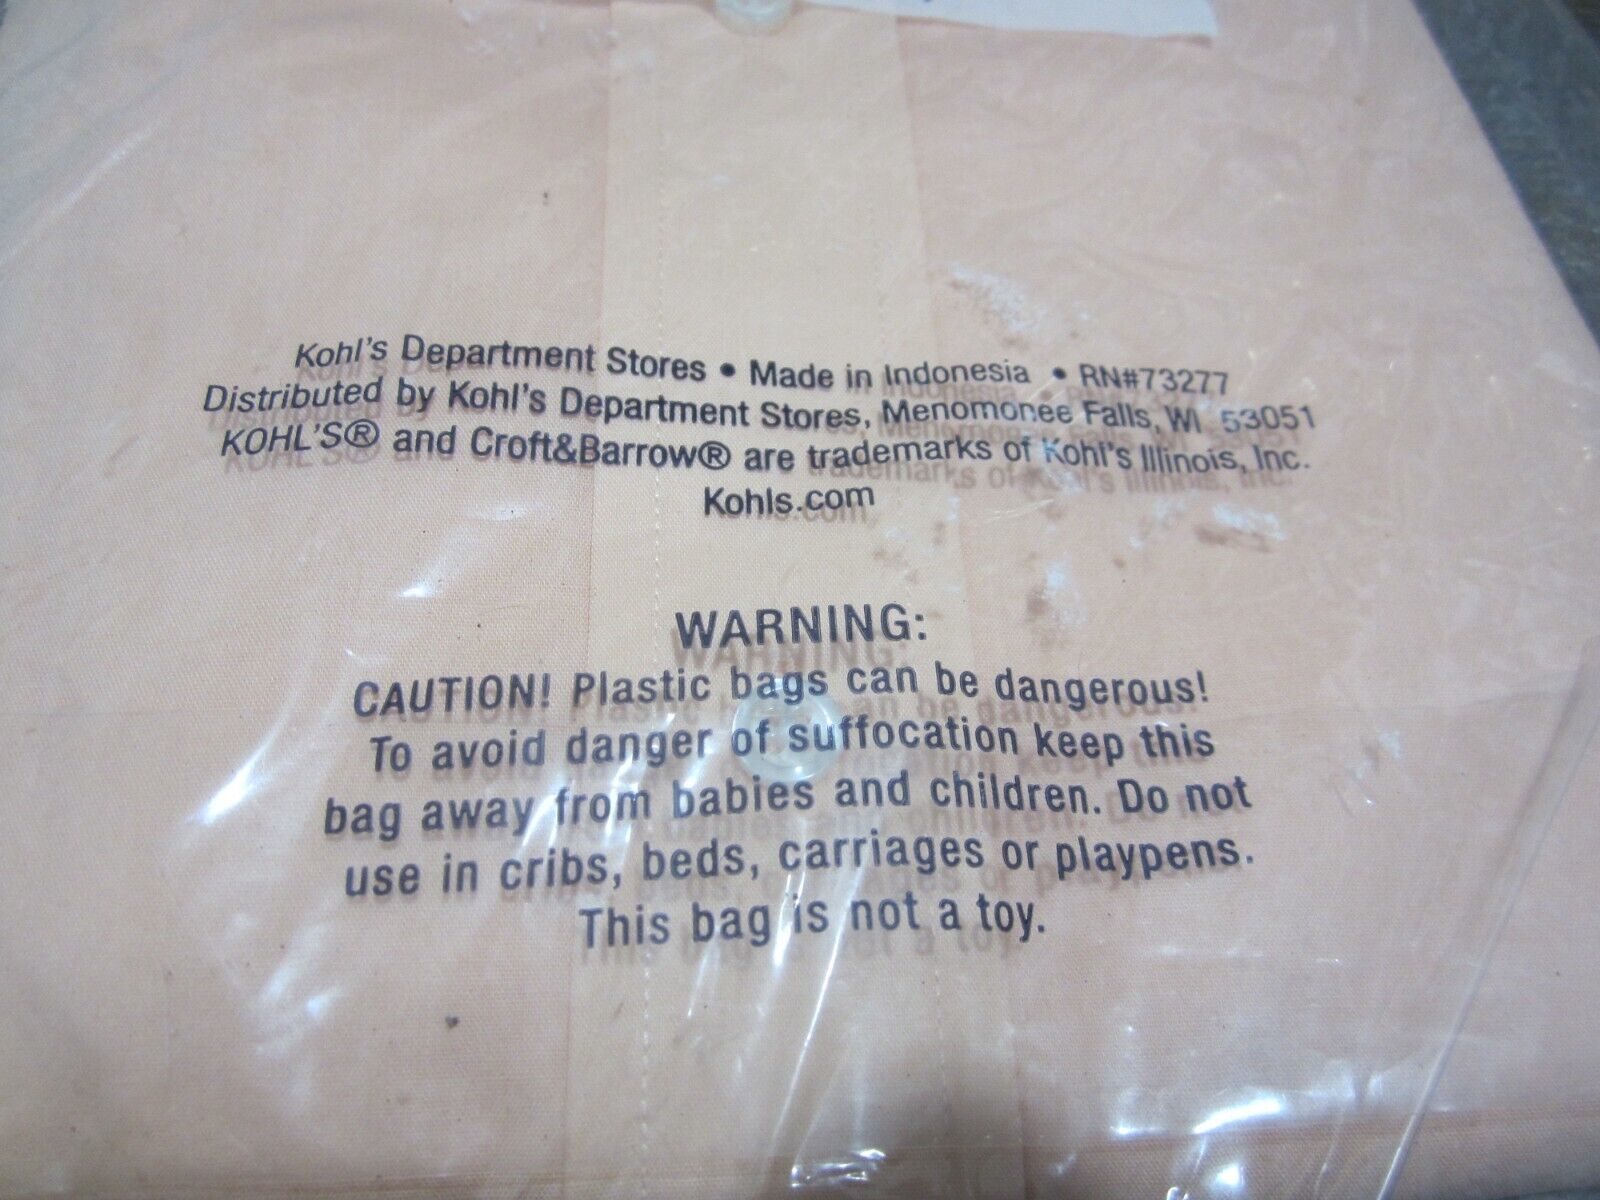 Kohl's Department Stores • Made in Indonesia • RN#73277
Distributed by Kohl's Department Stores, Menomonee Falls, WI 53051
KOHL'S® and Croft&Barrow® are trademarks of Kohl's Illinois, Inc.
Kohls.com
WARNING:
CAUTION! Plastic bags can be dangerous!
To avoid danger of suffocation keep this
bag away from babies and children. Do not
use in cribs, beds, carriages or playpens.
This bag is not a toy.